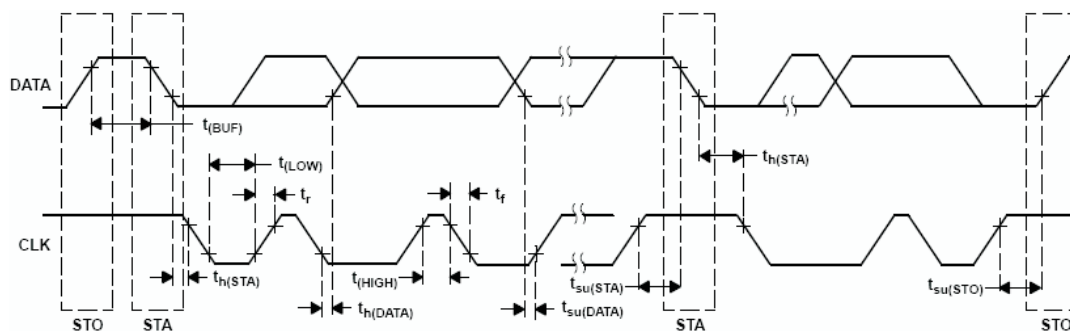 DATA
t(BUF)
t(LOW)
tr
tf
th(STA)
CLK
th(STA)
t(HIGH)
th(DATA)
tsu(DATA)
tsu(STA)
tsu(STO)
STO
STA
STA
STO